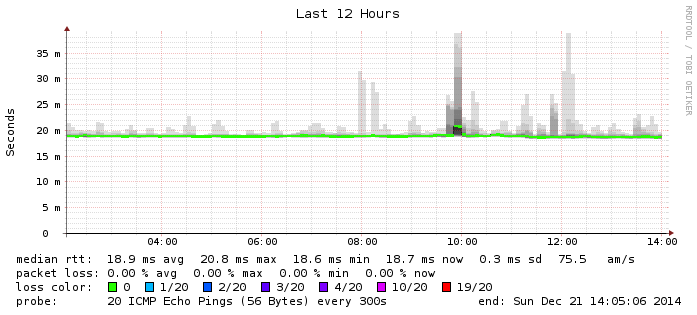 Last 12 Hours
RRDTOOL / TOBI OETIKER
Seconds
35 m
30 m
25 m
20 m
15 m
10 m
5 m
0
04:00 06:00 08:00 10:00 12:00 14:00
median rtt: 18.9 ms avg 20.8 ms max 18.6 ms min 18.7 ms now 0.3 ms sd 75.5 am/s
packet loss: 0.00 % avg 0.00 % max 0.00 % min 0.00 % now
loss color: 0 1/20 2/20 3/20 4/20 10/20 19/20
probe: 20 ICMP Echo Pings (56 Bytes) every 300s end: Sun Dec 21 14:05:06 2014